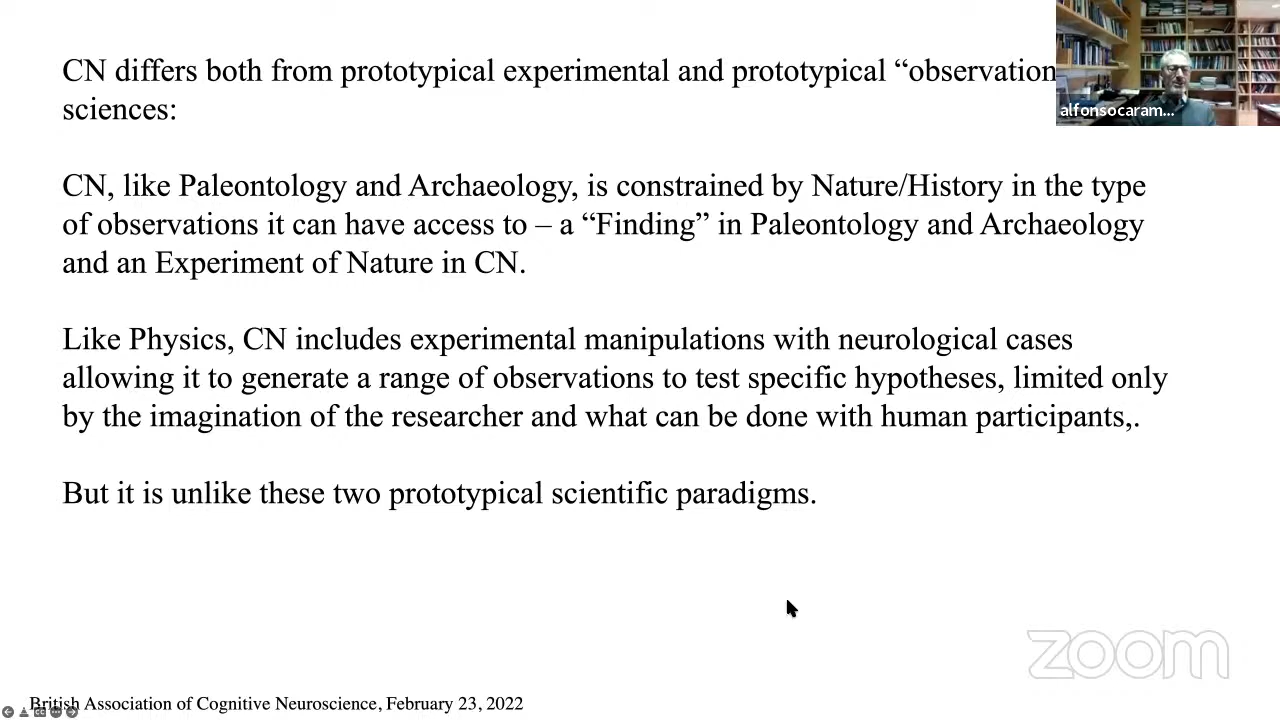 CN differs both from prototypical experimental and prototypical “observation
sciences:
CN, like Paleontology and Archaeology, is constrained by Nature/History in the type
of observations it can have access to – a “Finding” in Paleontology and Archaeology
and an Experiment of Nature in CN.
Like Physics, CN includes experimental manipulations with neurological cases
allowing it to generate a range of observations to test specific hypotheses, limited only
by the imagination of the researcher and what can be done with human participants,.
But it is unlike these two prototypical scientific paradigms.
alfonsocaram...
zoom
British Association of Cognitive Neuroscience, February 23, 2022